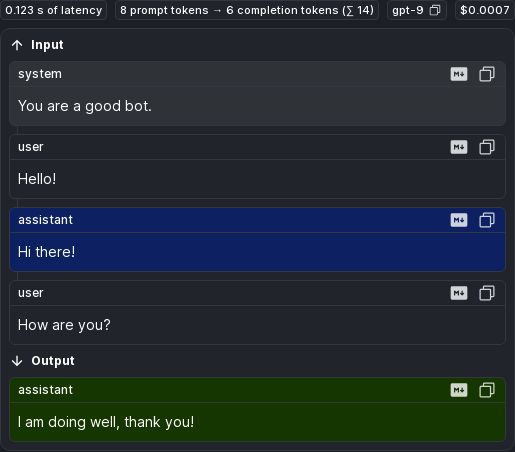 0.123 s of latency 8 prompt tokens → 6 completion tokens (∑ 14) gpt-9 $0.0007
↑ Input
system M↓
You are a good bot.
user M↓
Hello!
assistant M↓
Hi there!
user M↓
How are you?
↓ Output
assistant M↓
I am doing well, thank you!